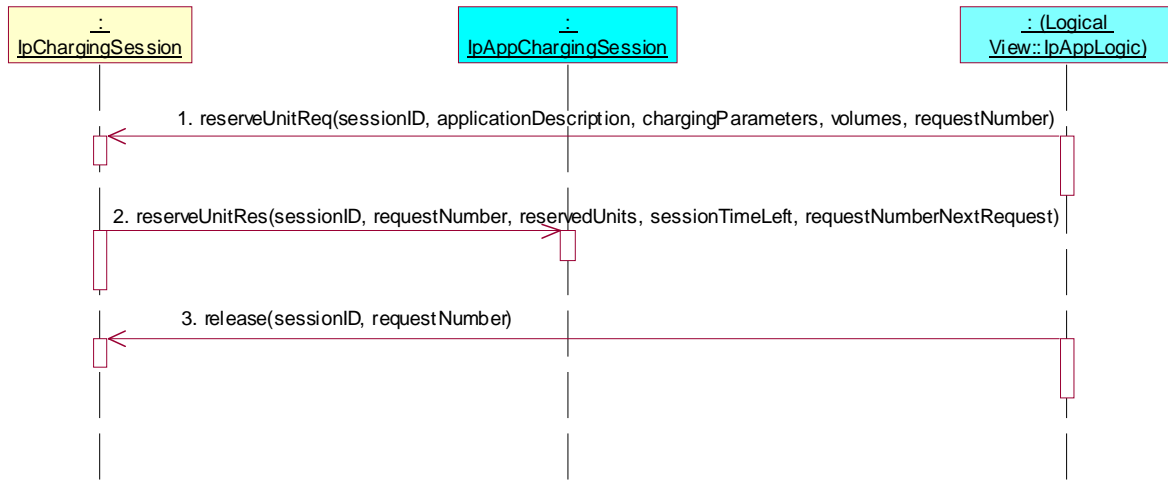 :
IpChargingSession
:
IpAppChargingSession
: (Logical
View::IpAppLogic)
1. reserveUnitReq(sessionID, applicationDescription, chargingParameters, volumes, requestNumber)
2. reserveUnitRes(sessionID, requestNumber, reservedUnits, sessionTimeLeft, requestNumberNextRequest)
3. release(sessionID, requestNumber)